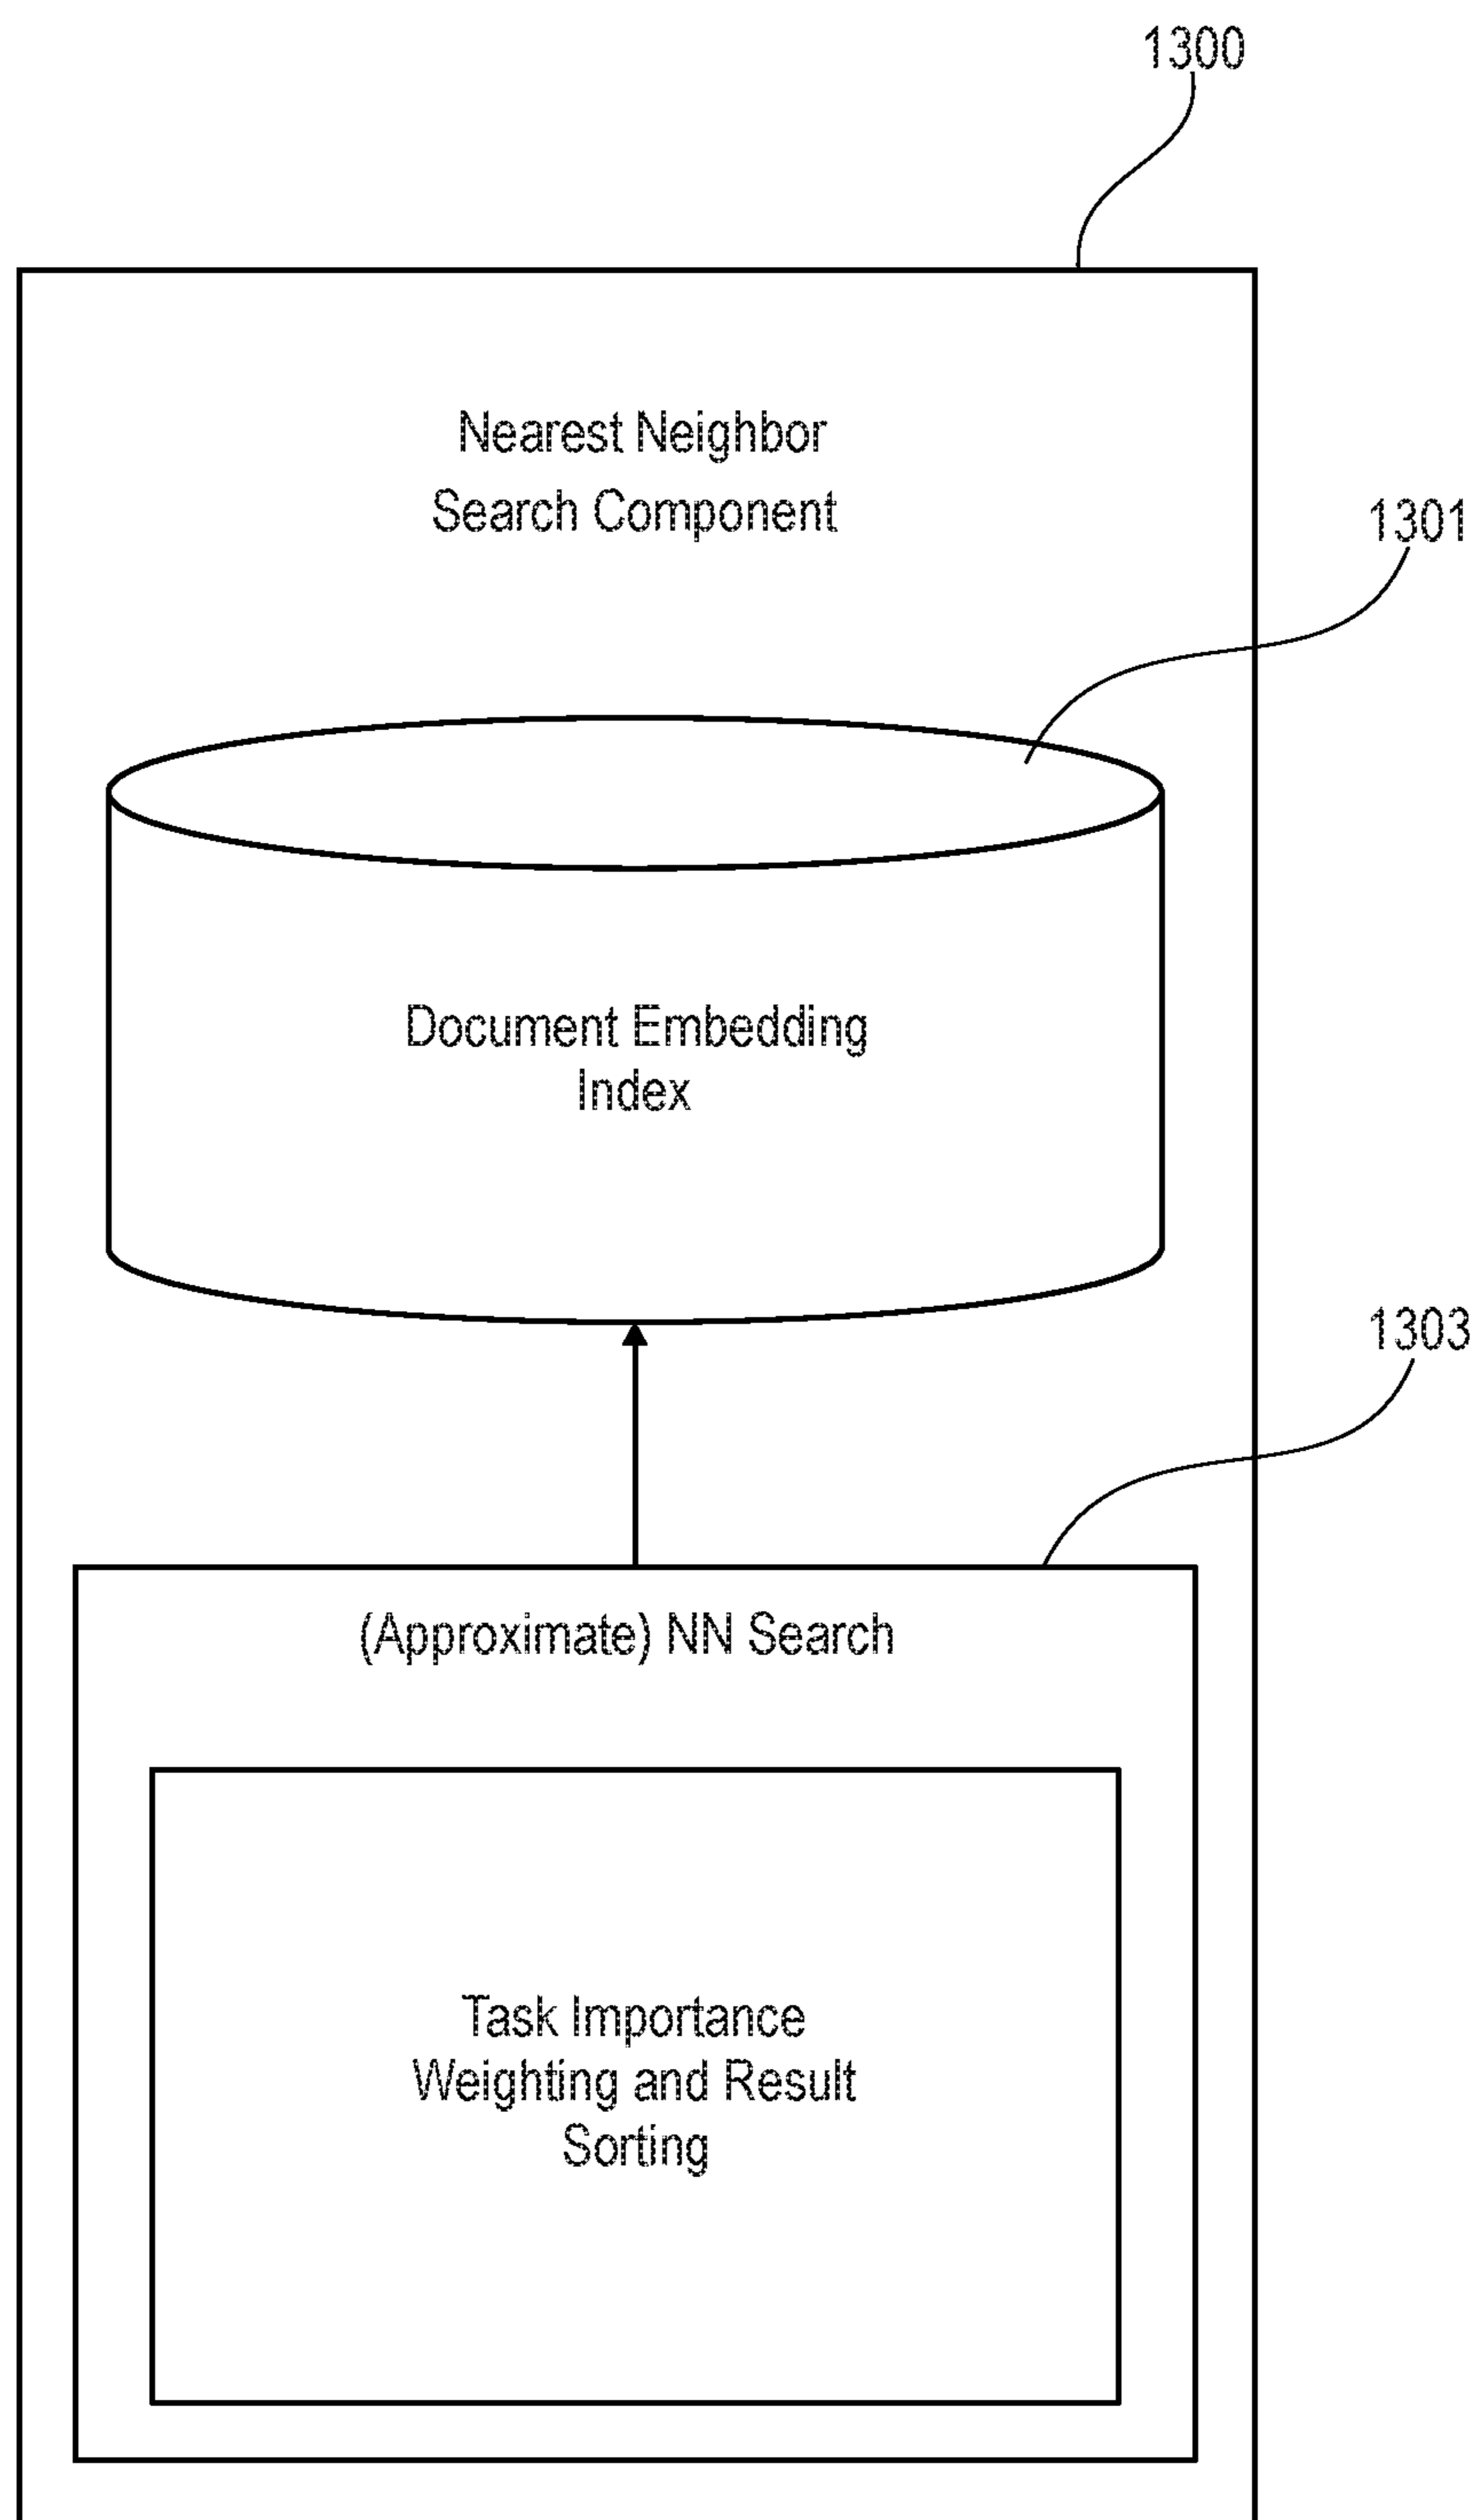 1300
Nearest Neighbor
Search Component
1301
Document Embedding
Index
1303
(Approximate) NN Search
Task Importance
Weighting and Result
Sorting